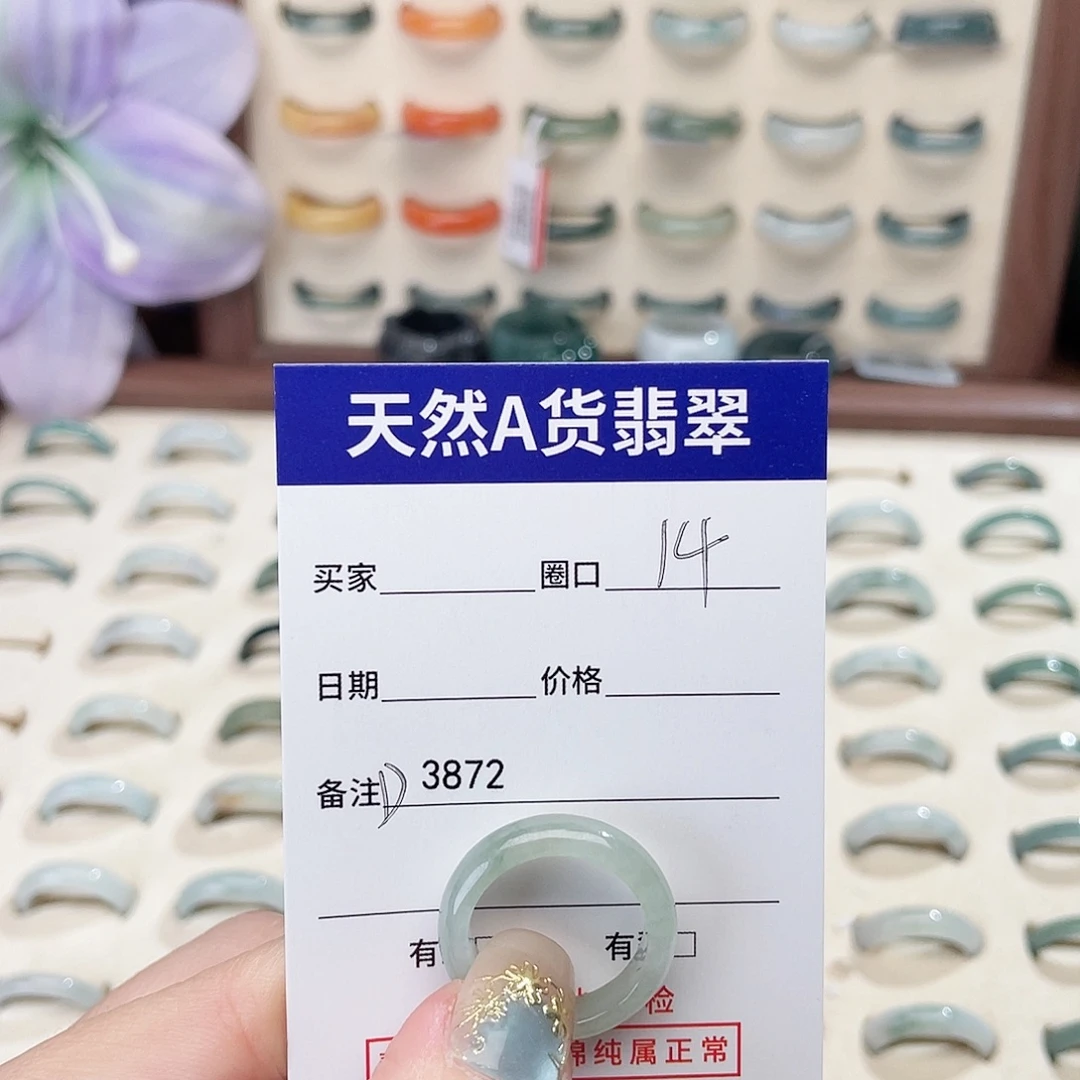 天然A货翡翠
买家 圈口 14
日期 价格
备注 D 3872
有 有
检
棉纯属正常